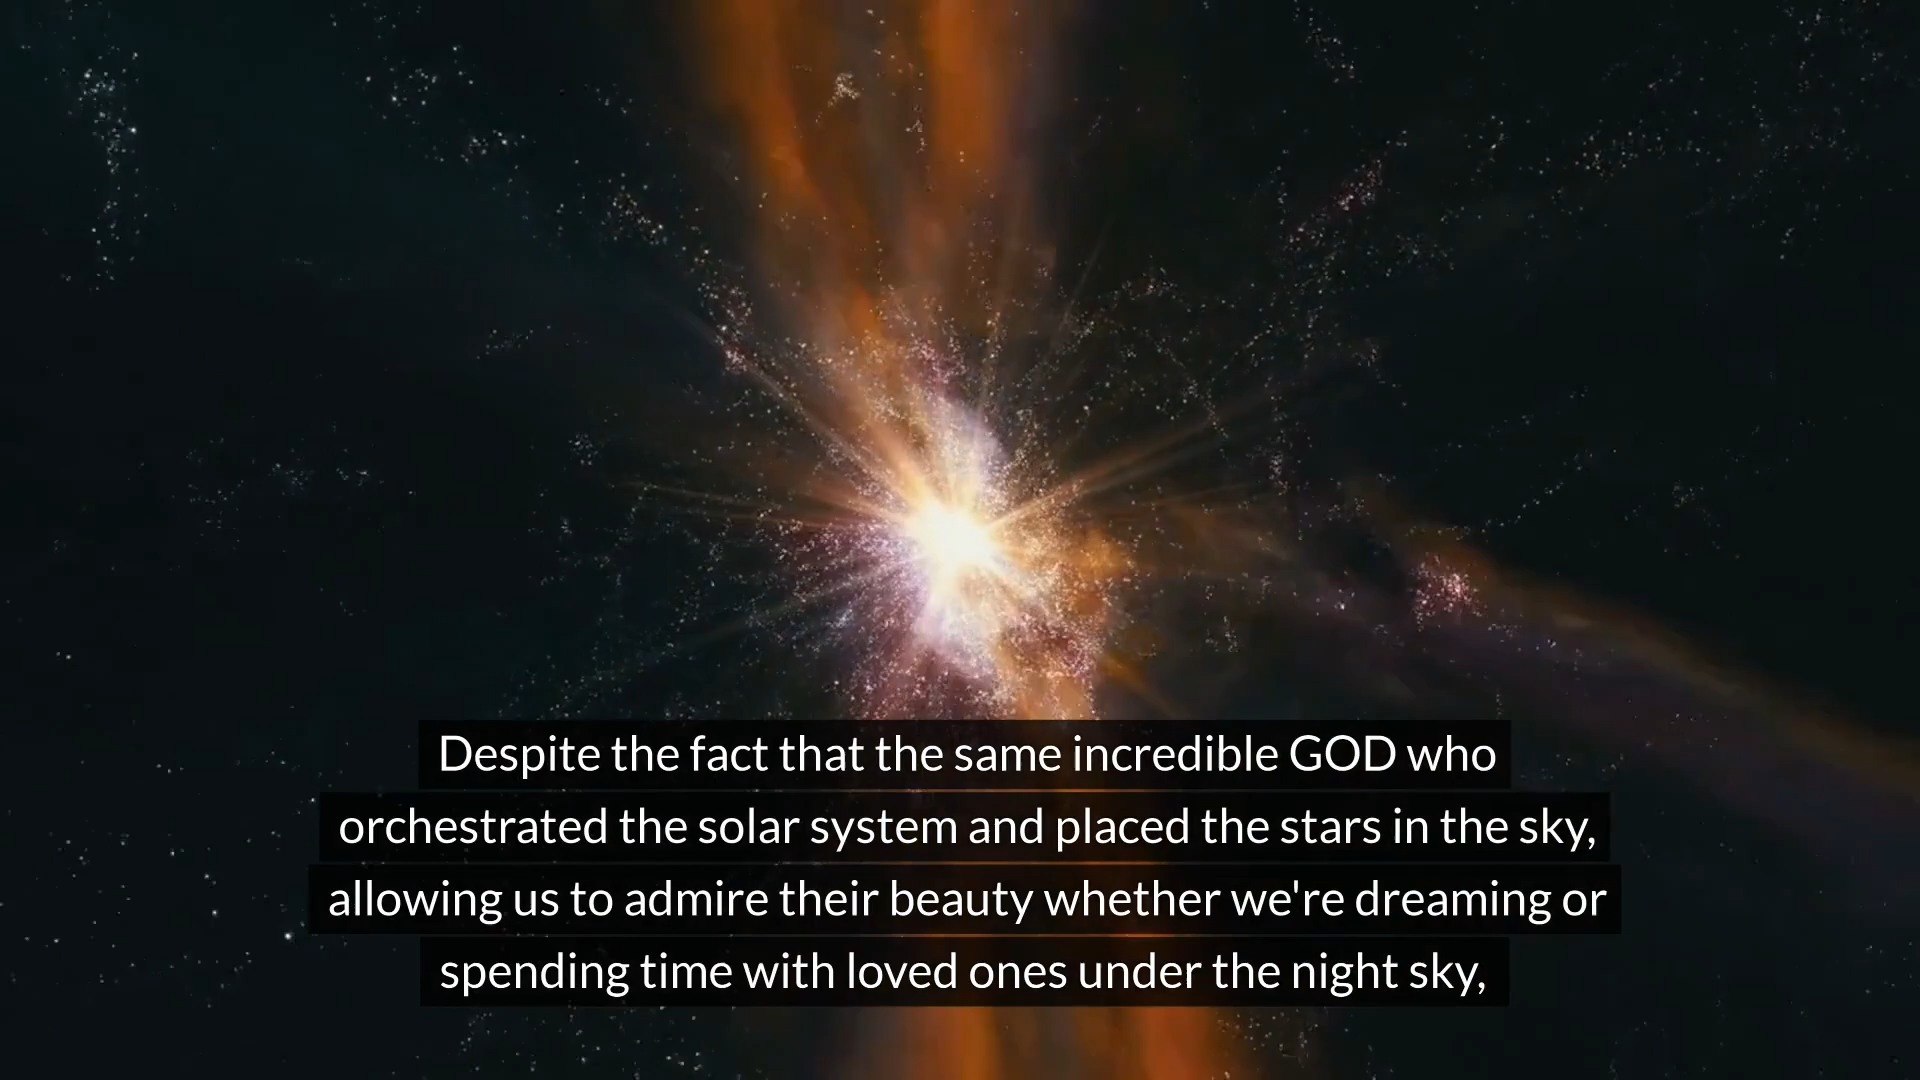 Despite the fact that the same incredible GOD who
orchestrated the solar system and placed the stars in the sky,
allowing us to admire their beauty whether we're dreaming or
spending time with loved ones under the night sky,